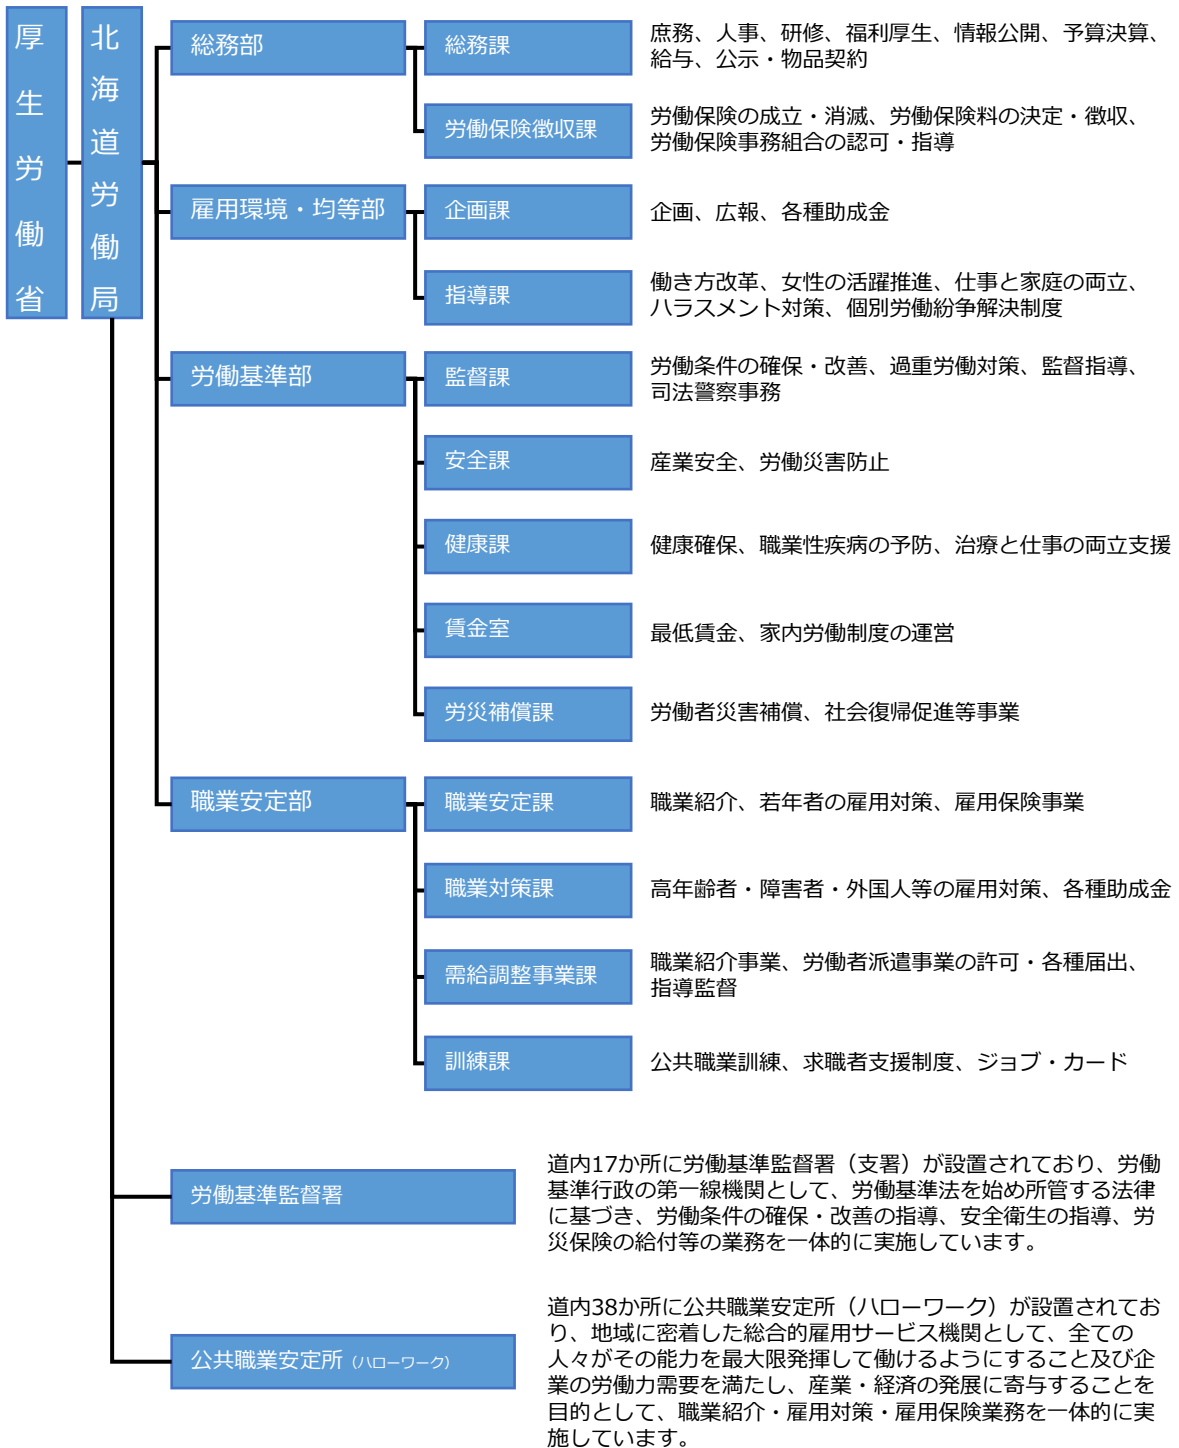 厚生労働省
北海道労働局
総務部
総務課
庶務、人事、研修、福利厚生、情報公開、予算決算、
給与、公示・物品契約
労働保険徴収課
労働保険の成立・消滅、労働保険料の決定・徴収、
労働保険事務組合の認可・指導
雇用環境・均等部
企画課
企画、広報、各種助成金
指導課
働き方改革、女性の活躍推進、仕事と家庭の両立、
ハラスメント対策、個別労働紛争解決制度
労働基準部
監督課
労働条件の確保・改善、過重労働対策、監督指導、
司法警察事務
安全課
産業安全、労働災害防止
健康課
健康確保、職業性疾病の予防、治療と仕事の両立支援
賃金室
最低賃金、家内労働制度の運営
労災補償課
労働者災害補償、社会復帰促進等事業
職業安定部
職業安定課
職業紹介、若年者の雇用対策、雇用保険事業
職業対策課
高年齢者・障害者・外国人等の雇用対策、各種助成金
需給調整事業課
職業紹介事業、労働者派遣事業の許可・各種届出、
指導監督
訓練課
公共職業訓練、求職者支援制度、ジョブ・カード
労働基準監督署
道内17か所に労働基準監督署（支署）が設置されており、労働
基準行政の第一線機関として、労働基準法を始め所管する法律
に基づき、労働条件の確保・改善の指導、安全衛生の指導、労
災保険の給付等の業務を一体的に実施しています。
公共職業安定所（ハローワーク）
道内38か所に公共職業安定所（ハローワーク）が設置されてお
り、地域に密着した総合的雇用サービス機関として、全ての
人々がその能力を最大限発揮して働けるようにすること及び企
業の労働力需要を満たし、産業・経済の発展に寄与することを
目的として、職業紹介・雇用対策・雇用保険業務を一体的に実
施しています。